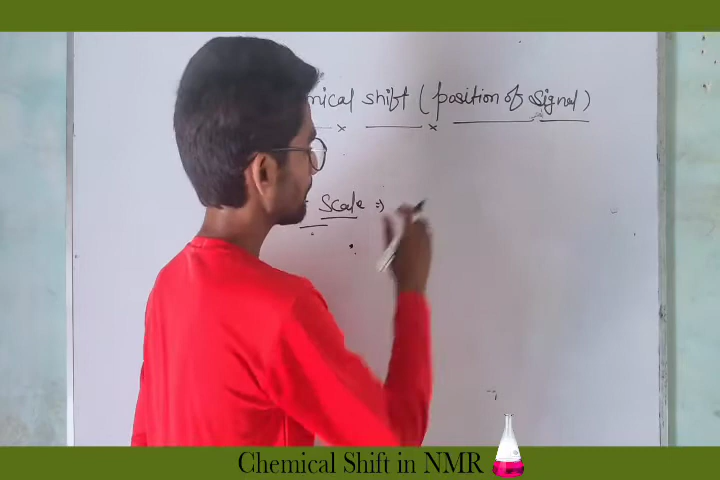 mical shift (position of signal)
Scale ⇒
Chemical Shift in NMR